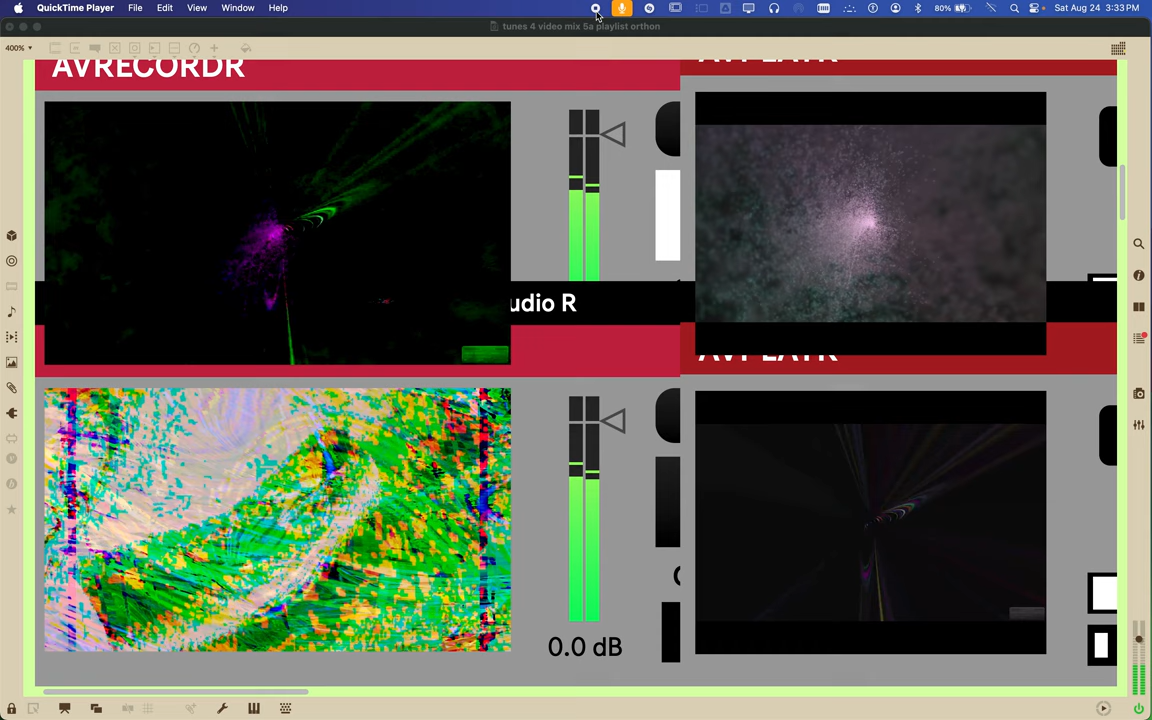 QuickTime Player File Edit View Window Help 80% Sat Aug 24 3:33 PM
tunes 4 video mix 5a playlist orthon
400%
AVRECORDR
udio R
AVPLAYR
0.0 dB